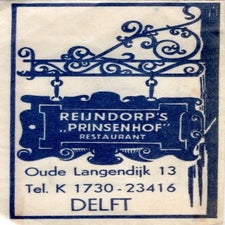 REIJNDORP'S
„PRINSENHOF"
RESTAURANT
Oude Langendijk 13
Tel. K 1730-23416
DELFT